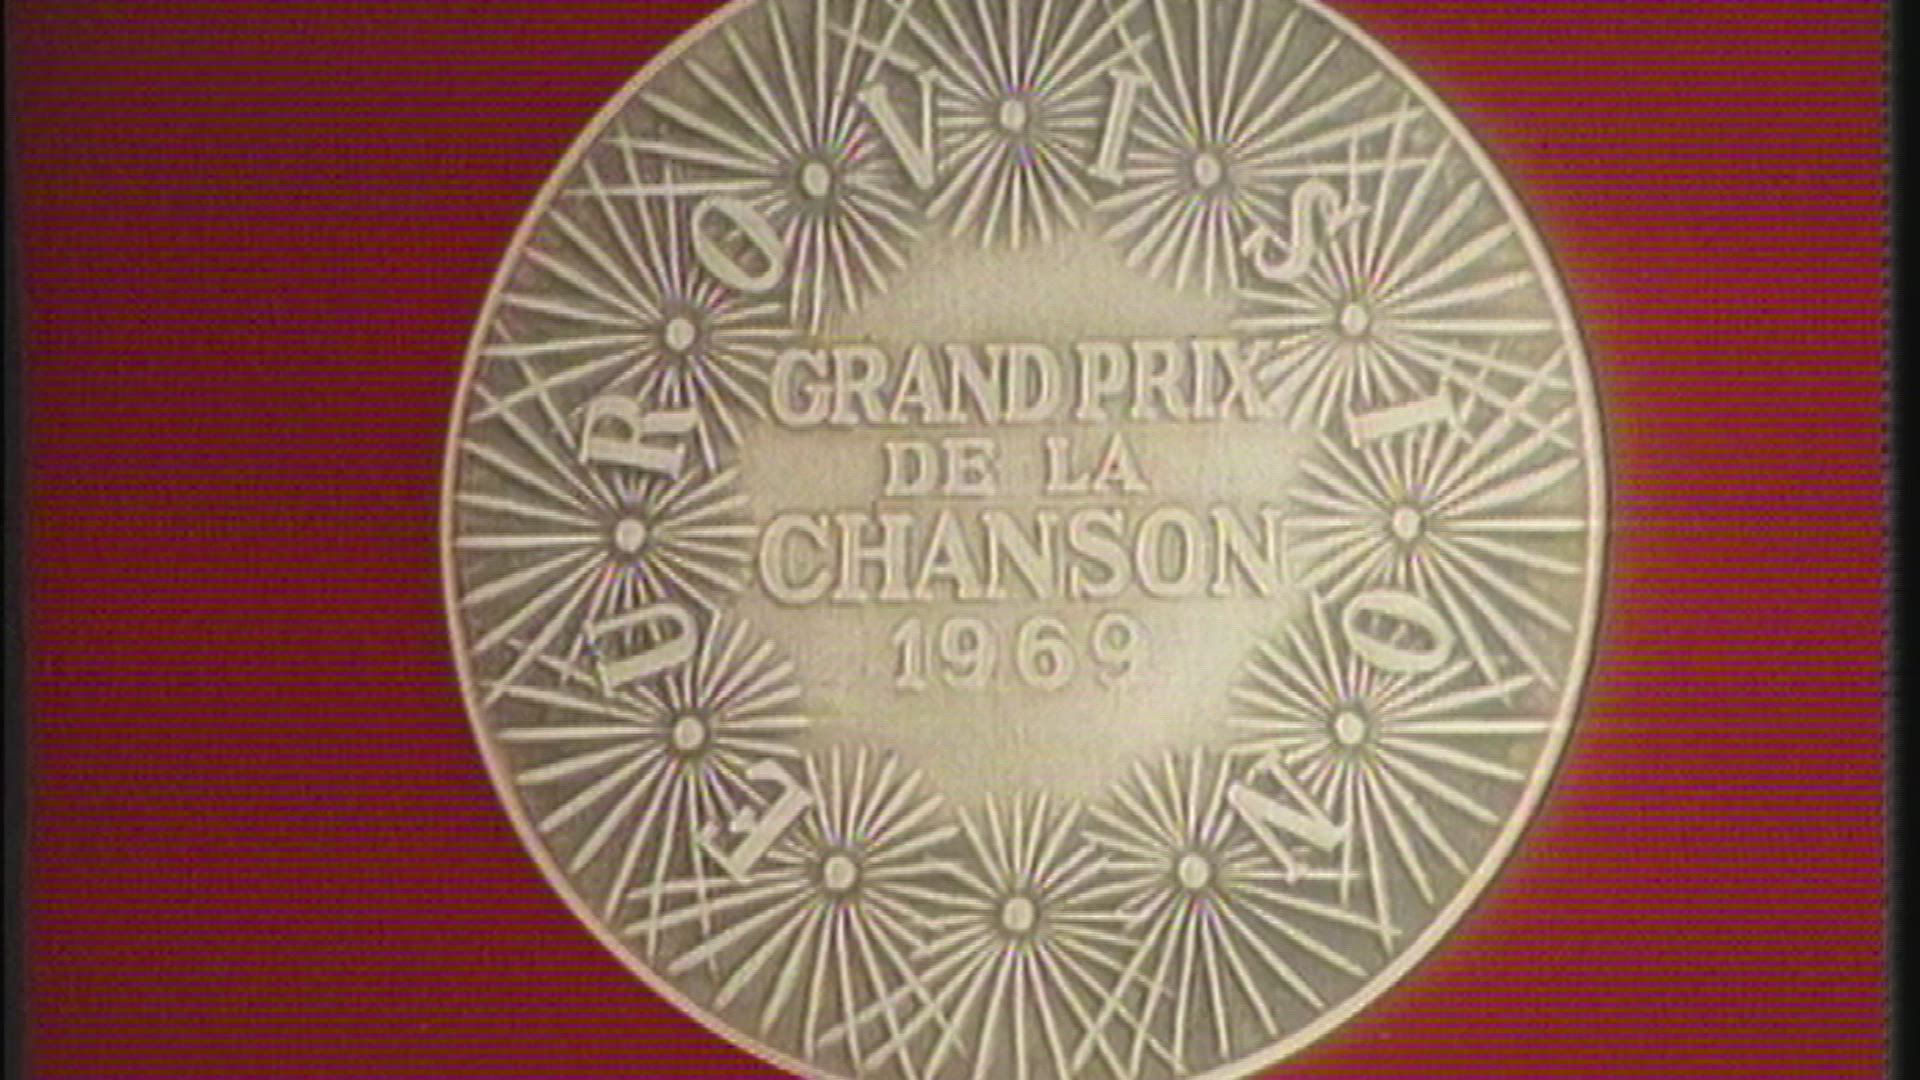 EUROVISION
GRAND PRIX
DE LA
CHANSON
1969